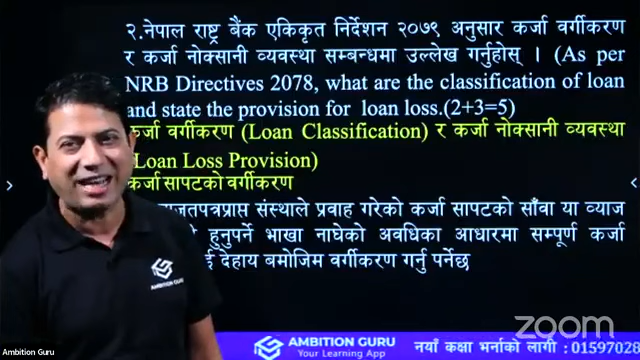 २.नेपाल राष्ट्र बैंक एकिकृत निर्देशन २०७९ अनुसार कर्जा वर्गीकरण
र कर्जा नोक्सानी व्यवस्था सम्बन्धमा उल्लेख गर्नुहोस् । (As per
NRB Directives 2078, what are the classification of loan
and state the provision for loan loss.(2+3=5)
कर्जा वर्गीकरण (Loan Classification) र कर्जा नोक्सानी व्यवस्था
Loan Loss Provision)
कर्जा सापटको वर्गीकरण
संस्थाले प्रवाह गरेको कर्जा सापटको साँवा या व्याज
हुनुपर्ने भाखा नाघेको अवधिका आधारमा सम्पूर्ण कर्जा
देहाय बमोजिम वर्गीकरण गर्नु पर्नेछ
AMBITION GURU
zoom
Ambition Guru
AMBITION GURU
Your Learning App
नयाँ कक्षा भर्नाको लागी : 01597028